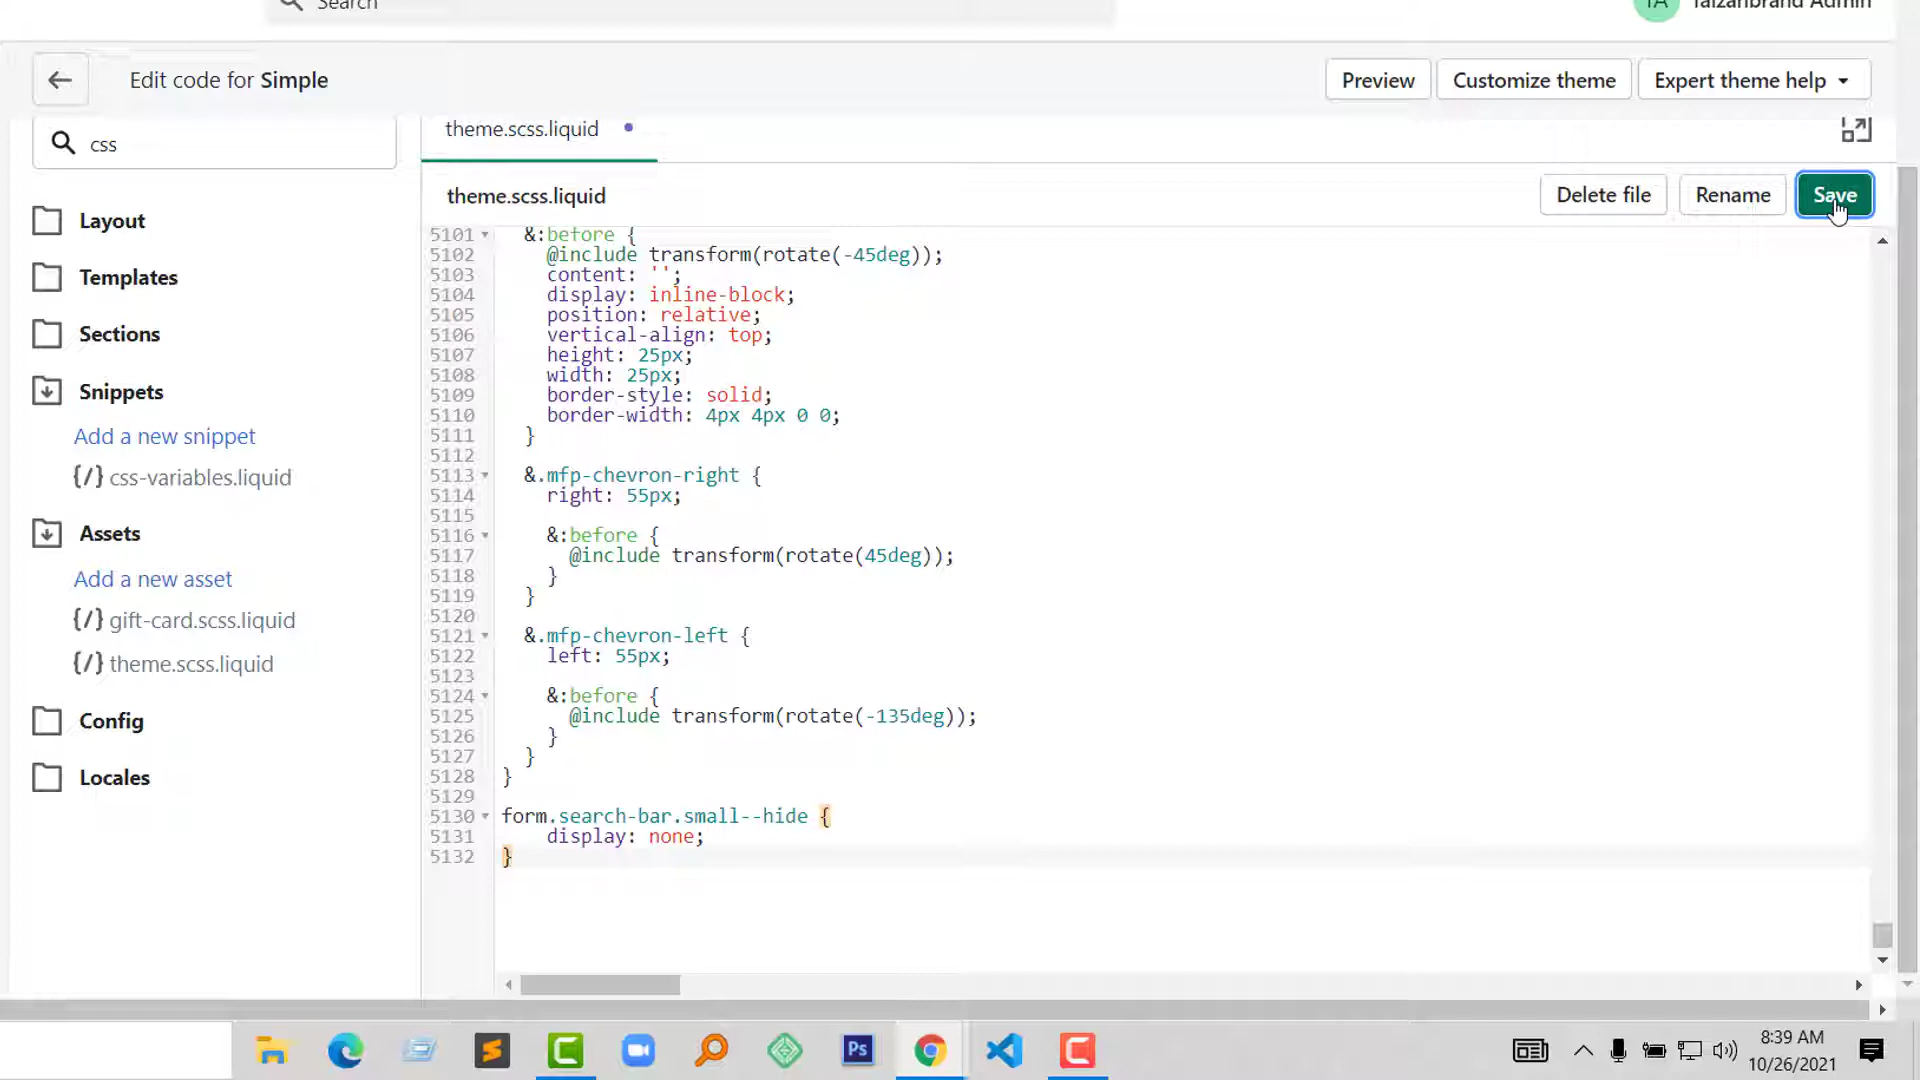 Search
faizanbrand Admin
Edit code for Simple
Preview
Customize theme
Expert theme help
css
theme.scss.liquid
theme.scss.liquid
Delete file
Rename
Save
Layout
Templates
Sections
Snippets
Add a new snippet
{/} css-variables.liquid
Assets
Add a new asset
{/} gift-card.scss.liquid
{/} theme.scss.liquid
Config
Locales
5101 &:before {
5102 @include transform(rotate(-45deg));
5103 content: '';
5104 display: inline-block;
5105 position: relative;
5106 vertical-align: top;
5107 height: 25px;
5108 width: 25px;
5109 border-style: solid;
5110 border-width: 4px 4px 0 0;
5111 }
5112
5113 &.mfp-chevron-right {
5114 right: 55px;
5115
5116 &:before {
5117 @include transform(rotate(45deg));
5118 }
5119 }
5120
5121 &.mfp-chevron-left {
5122 left: 55px;
5123
5124 &:before {
5125 @include transform(rotate(-135deg));
5126 }
5127 }
5128 }
5129
5130 form.search-bar.small--hide {
5131 display: none;
5132 }
Ps
8:39 AM
10/26/2021